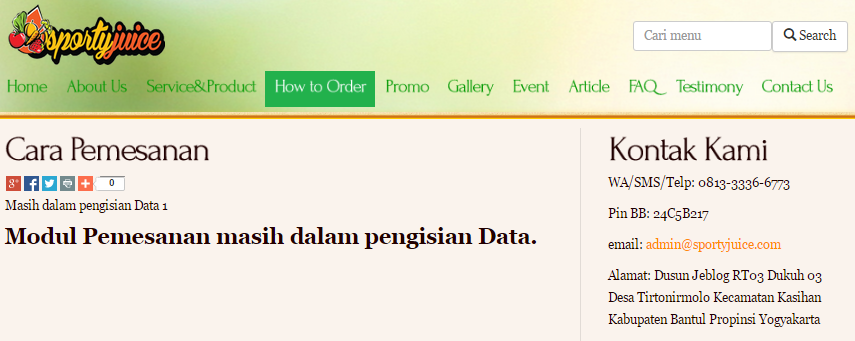 sportyjuice
Cari menu
Search
Home About Us Service&Product How to Order Promo Gallery Event Article FAQ Testimony Contact Us
Cara Pemesanan
0
Masih dalam pengisian Data 1
Modul Pemesanan masih dalam pengisian Data.
Kontak Kami
WA/SMS/Telp: 0813-3336-6773
Pin BB: 24C5B217
email: admin@sportyjuice.com
Alamat: Dusun Jeblog RT03 Dukuh 03
Desa Tirtonirmolo Kecamatan Kasihan
Kabupaten Bantul Propinsi Yogyakarta